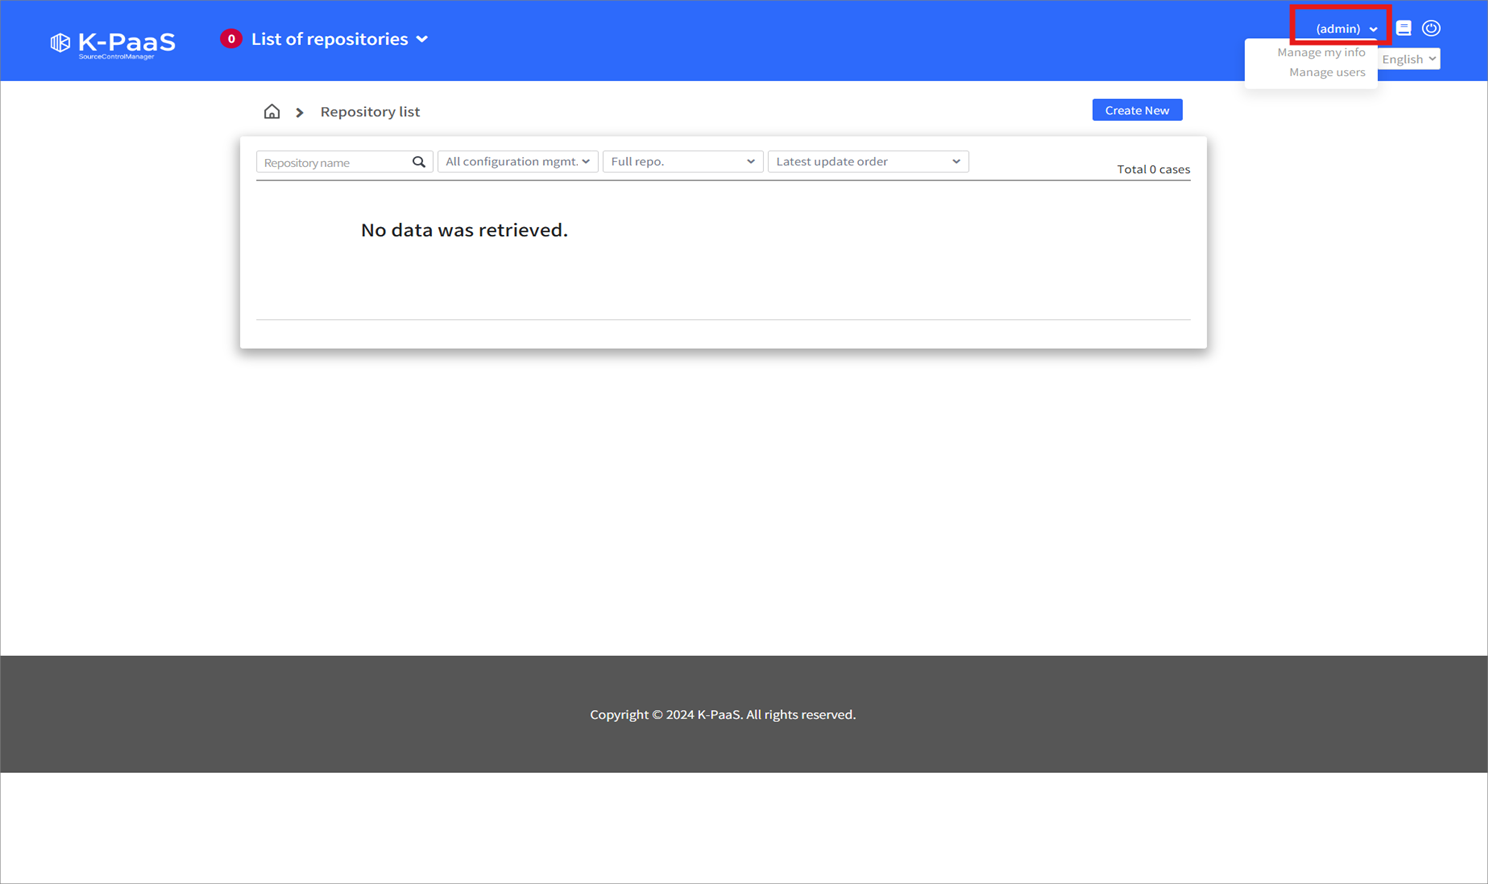 K-PaaS
SourceControlManager
0 List of repositories
(admin)
Manage my info
Manage users
English
Repository list
Create New
Repository name
All configuration mgmt.
Full repo.
Latest update order
Total 0 cases
No data was retrieved.
Copyright © 2024 K-PaaS. All rights reserved.